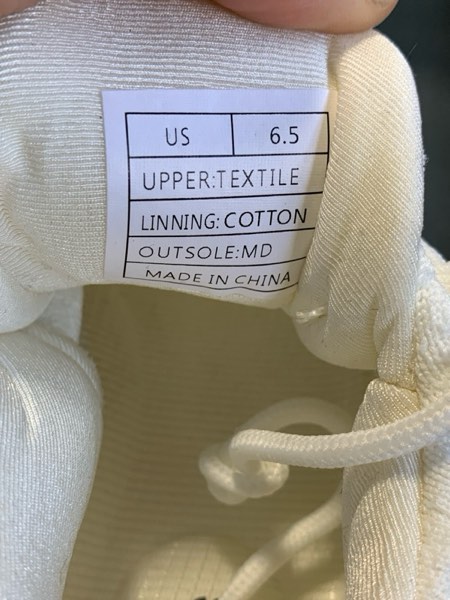 US 6.5
UPPER:TEXTILE
LINNING:COTTON
OUTSOLE:MD
MADE IN CHINA